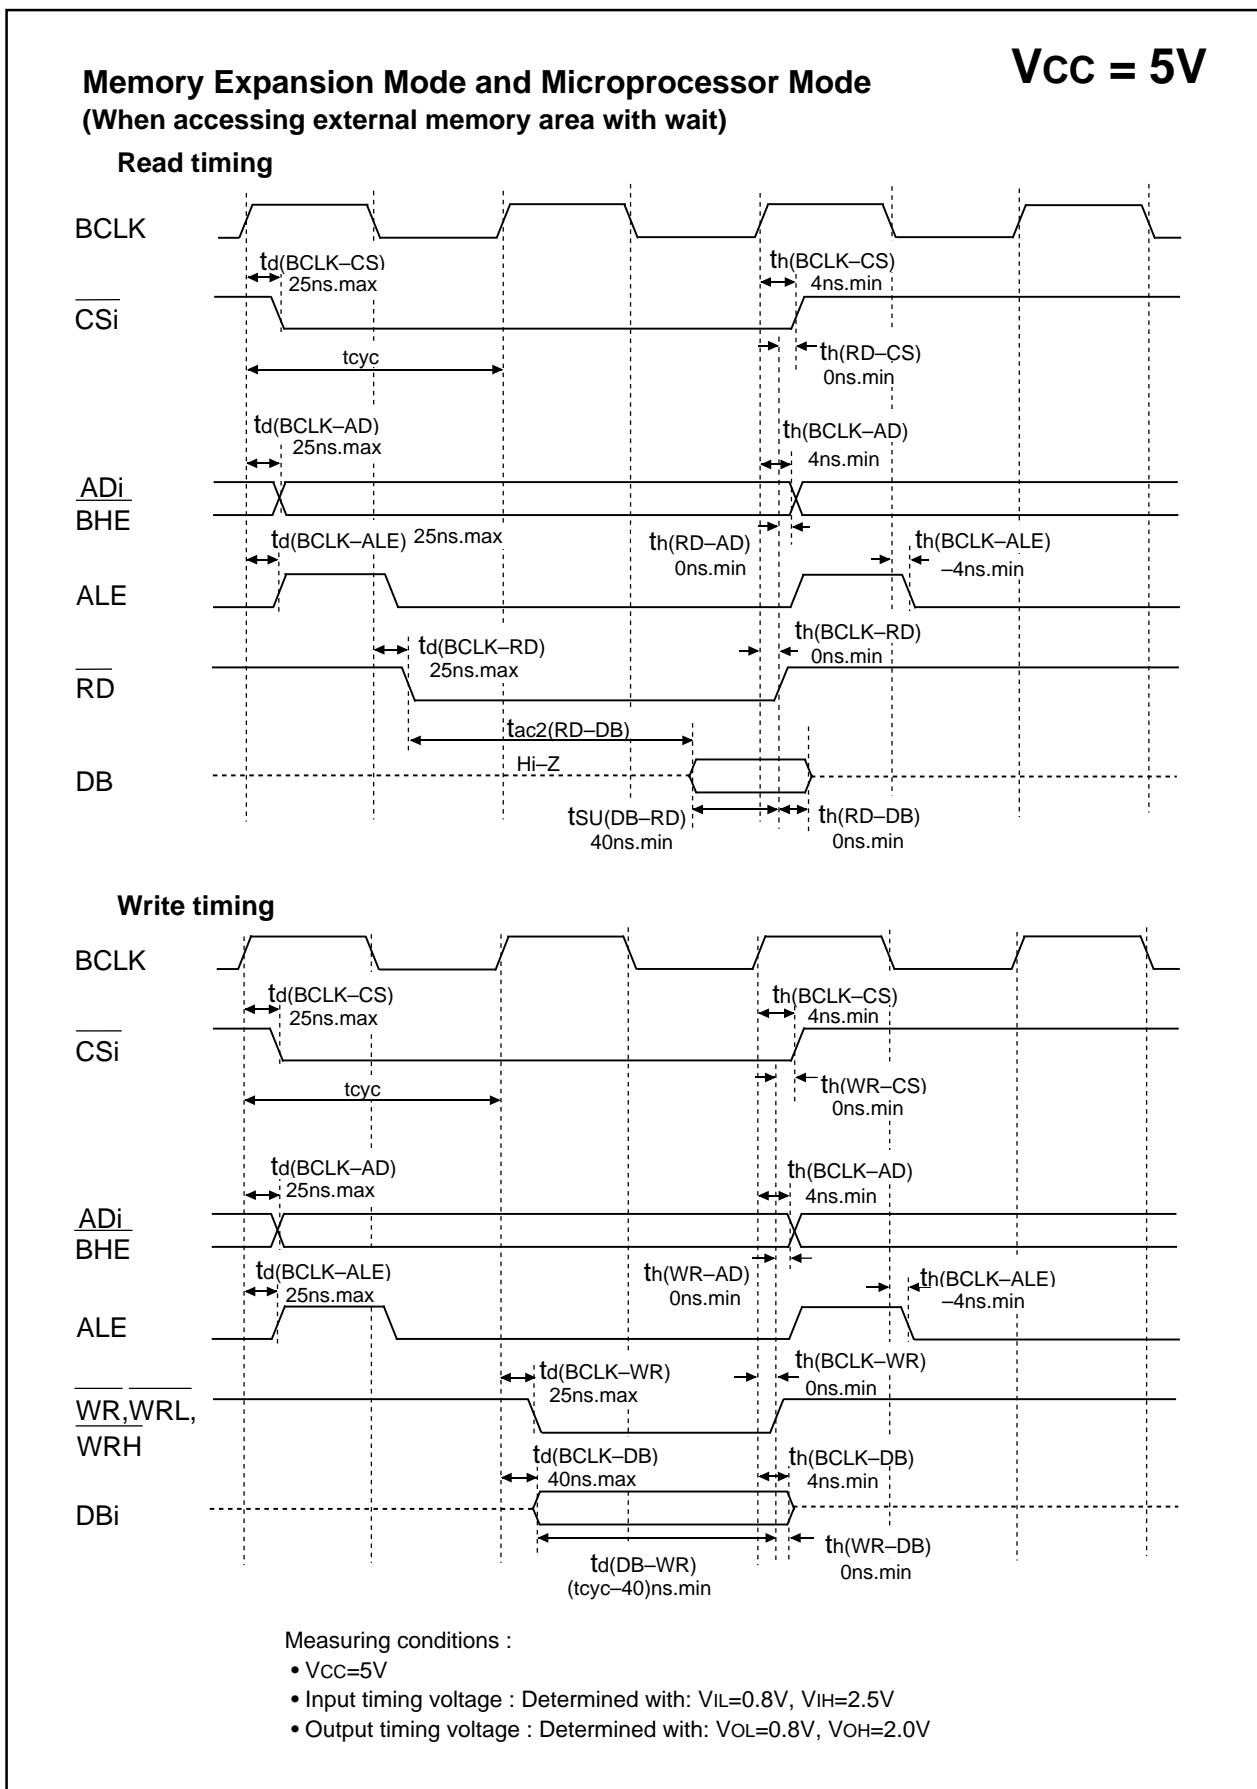 VCC = 5V
Memory Expansion Mode and Microprocessor Mode
(When accessing external memory area with wait)
Read timing
BCLK
td(BCLK–CS)
25ns.max
th(BCLK–CS)
4ns.min
CSi
tcyc
th(RD–CS)
0ns.min
td(BCLK–AD)
25ns.max
th(BCLK–AD)
4ns.min
ADi
BHE
td(BCLK–ALE) 25ns.max
th(RD–AD)
0ns.min
th(BCLK–ALE)
–4ns.min
ALE
td(BCLK–RD)
25ns.max
th(BCLK–RD)
0ns.min
RD
tac2(RD–DB)
Hi–Z
DB
tSU(DB–RD)
40ns.min
th(RD–DB)
0ns.min
Write timing
BCLK
td(BCLK–CS)
25ns.max
th(BCLK–CS)
4ns.min
CSi
tcyc
th(WR–CS)
0ns.min
td(BCLK–AD)
25ns.max
th(BCLK–AD)
4ns.min
ADi
BHE
td(BCLK–ALE)
25ns.max
th(WR–AD)
0ns.min
th(BCLK–ALE)
–4ns.min
ALE
td(BCLK–WR)
25ns.max
th(BCLK–WR)
0ns.min
WR,WRL,
WRH
td(BCLK–DB)
40ns.max
th(BCLK–DB)
4ns.min
DBi
td(DB–WR)
(tcyc–40)ns.min
th(WR–DB)
0ns.min
Measuring conditions :
• VCC=5V
• Input timing voltage : Determined with: VIL=0.8V, VIH=2.5V
• Output timing voltage : Determined with: VOL=0.8V, VOH=2.0V